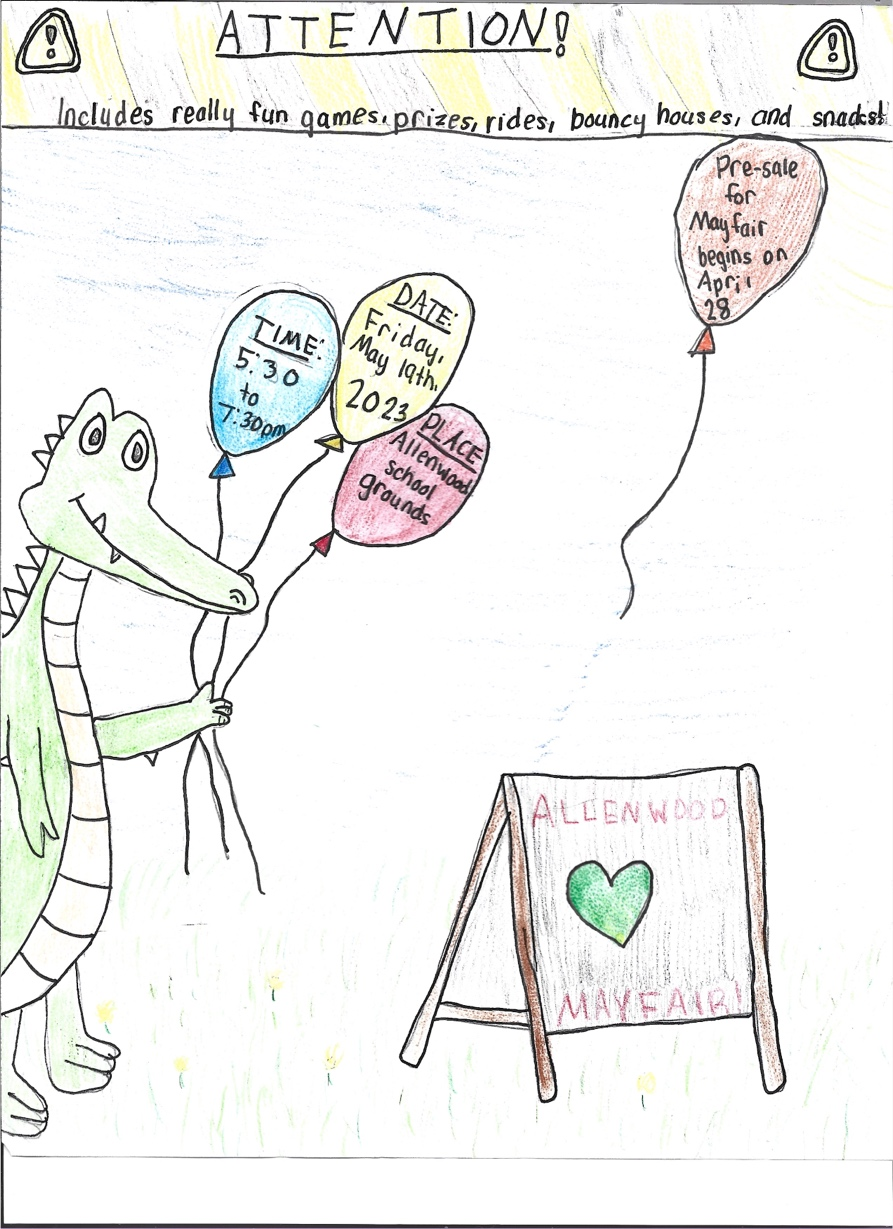 ATTENTION!
Includes really fun games, prizes, rides, bouncy houses, and snacks!
Pre-sale
for
Mayfair
begins on
April
28
TIME:
5:30
to
7:30pm
DATE:
Friday,
May 19th,
2023
PLACE
Allenwood
school
grounds
ALLENWOOD
MAYFAIR!